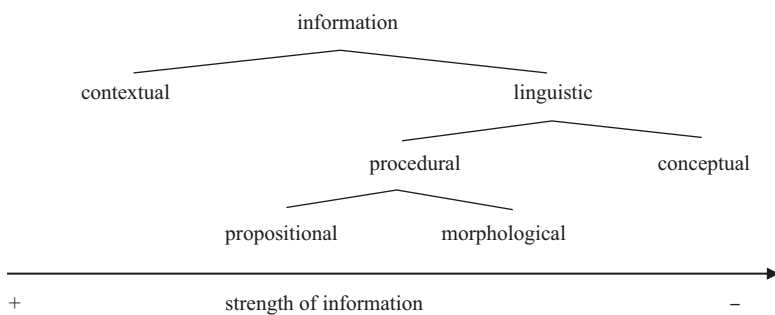 information
contextual linguistic
procedural conceptual
propositional morphological
+ strength of information –